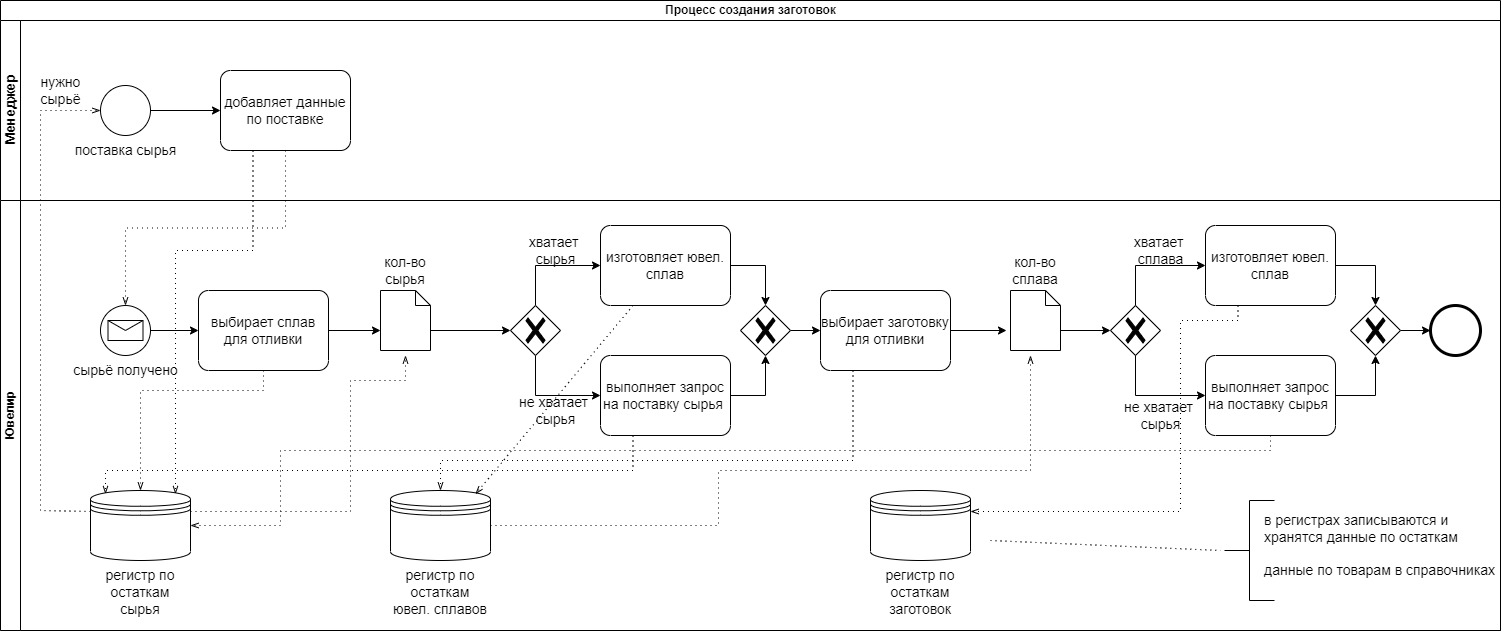 Процесс создания заготовок
Менеджер
нужно
сырьё
добавляет данные
по поставке
поставка сырья
Ювелир
сырьё получено
выбирает сплав
для отливки
кол-во
сырья
хватает
сырья
не хватает
сырья
изготовляет ювел.
сплав
выполняет запрос
на поставку сырья
выбирает заготовку
для отливки
кол-во
сплава
хватает
сплава
не хватает
сырья
изготовляет ювел.
сплав
выполняет запрос
на поставку сырья
регистр по
остаткам
сырья
регистр по
остаткам
ювел. сплавов
регистр по
остаткам
заготовок
в регистрах записываются и
хранятся данные по остаткам
данные по товарам в справочниках